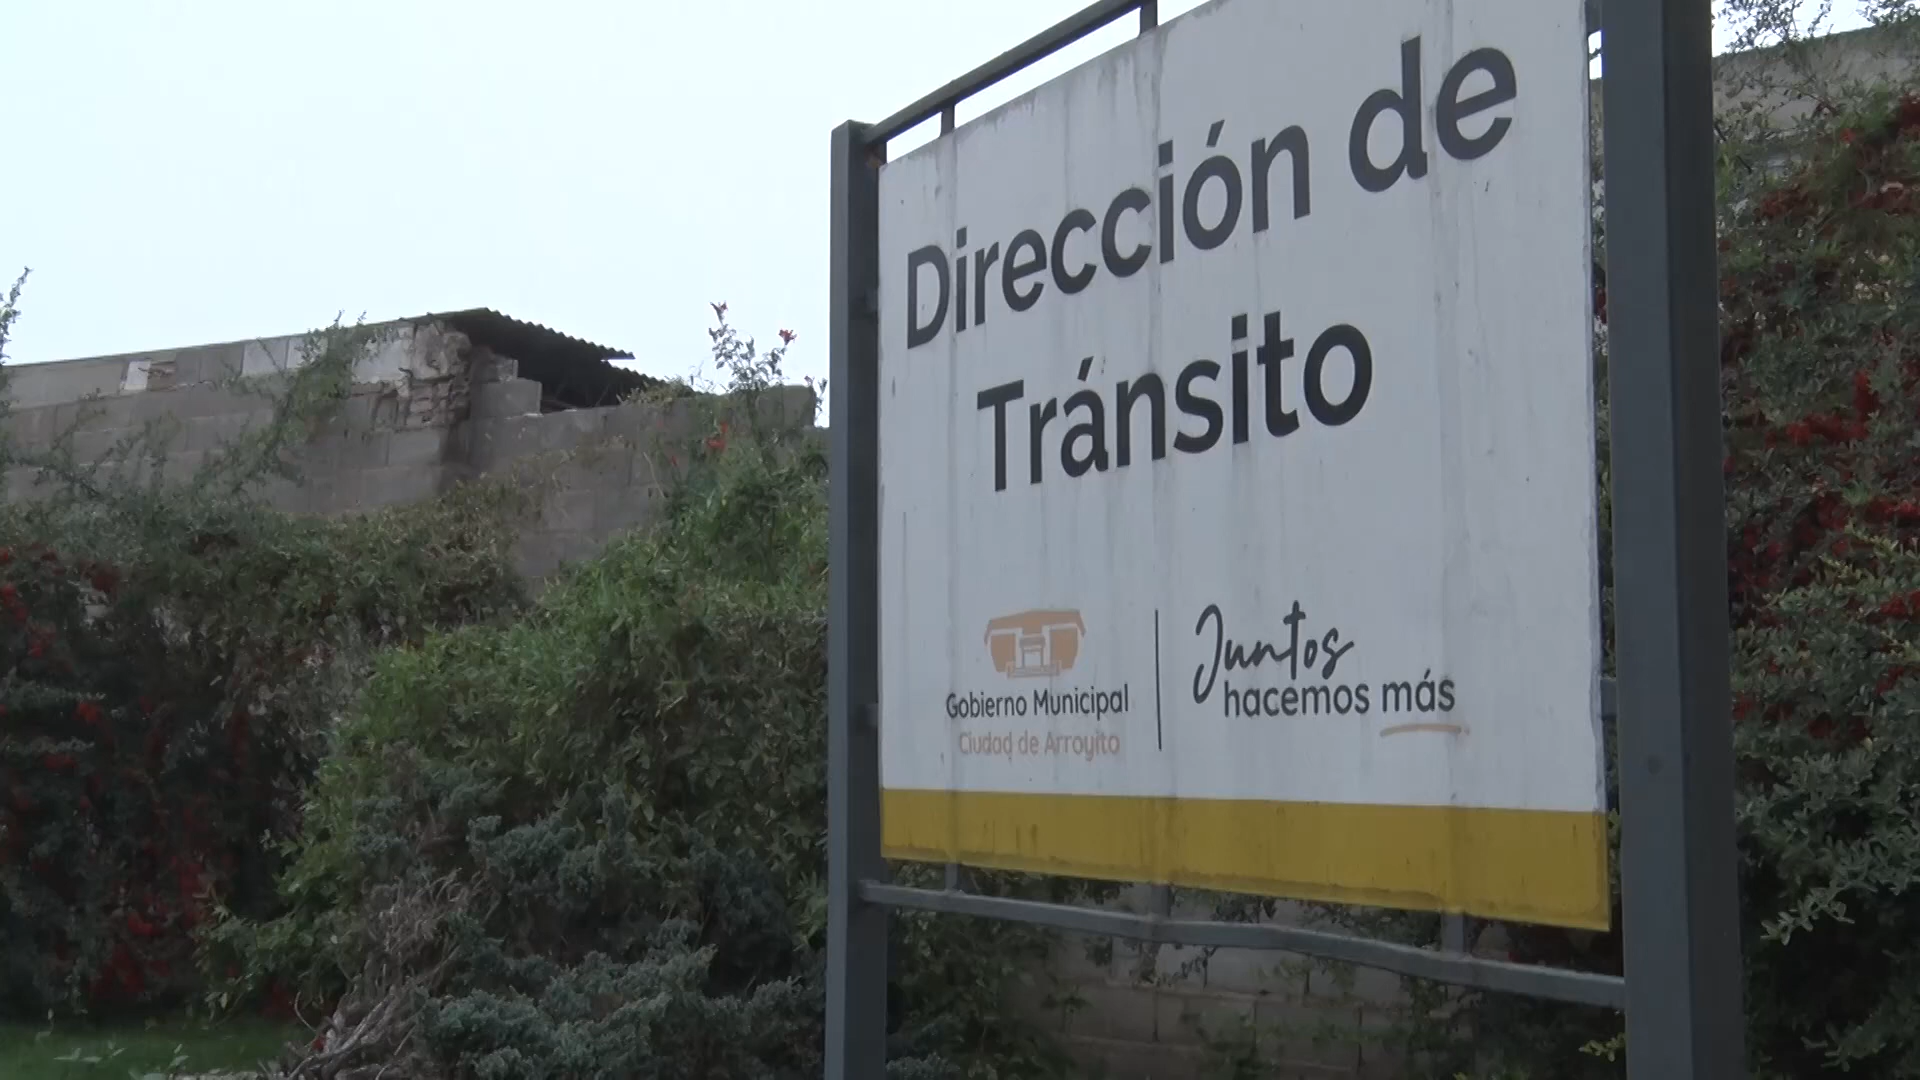 Dirección de
Tránsito
Gobierno Municipal
Ciudad de Arroyito
Juntos
hacemos más